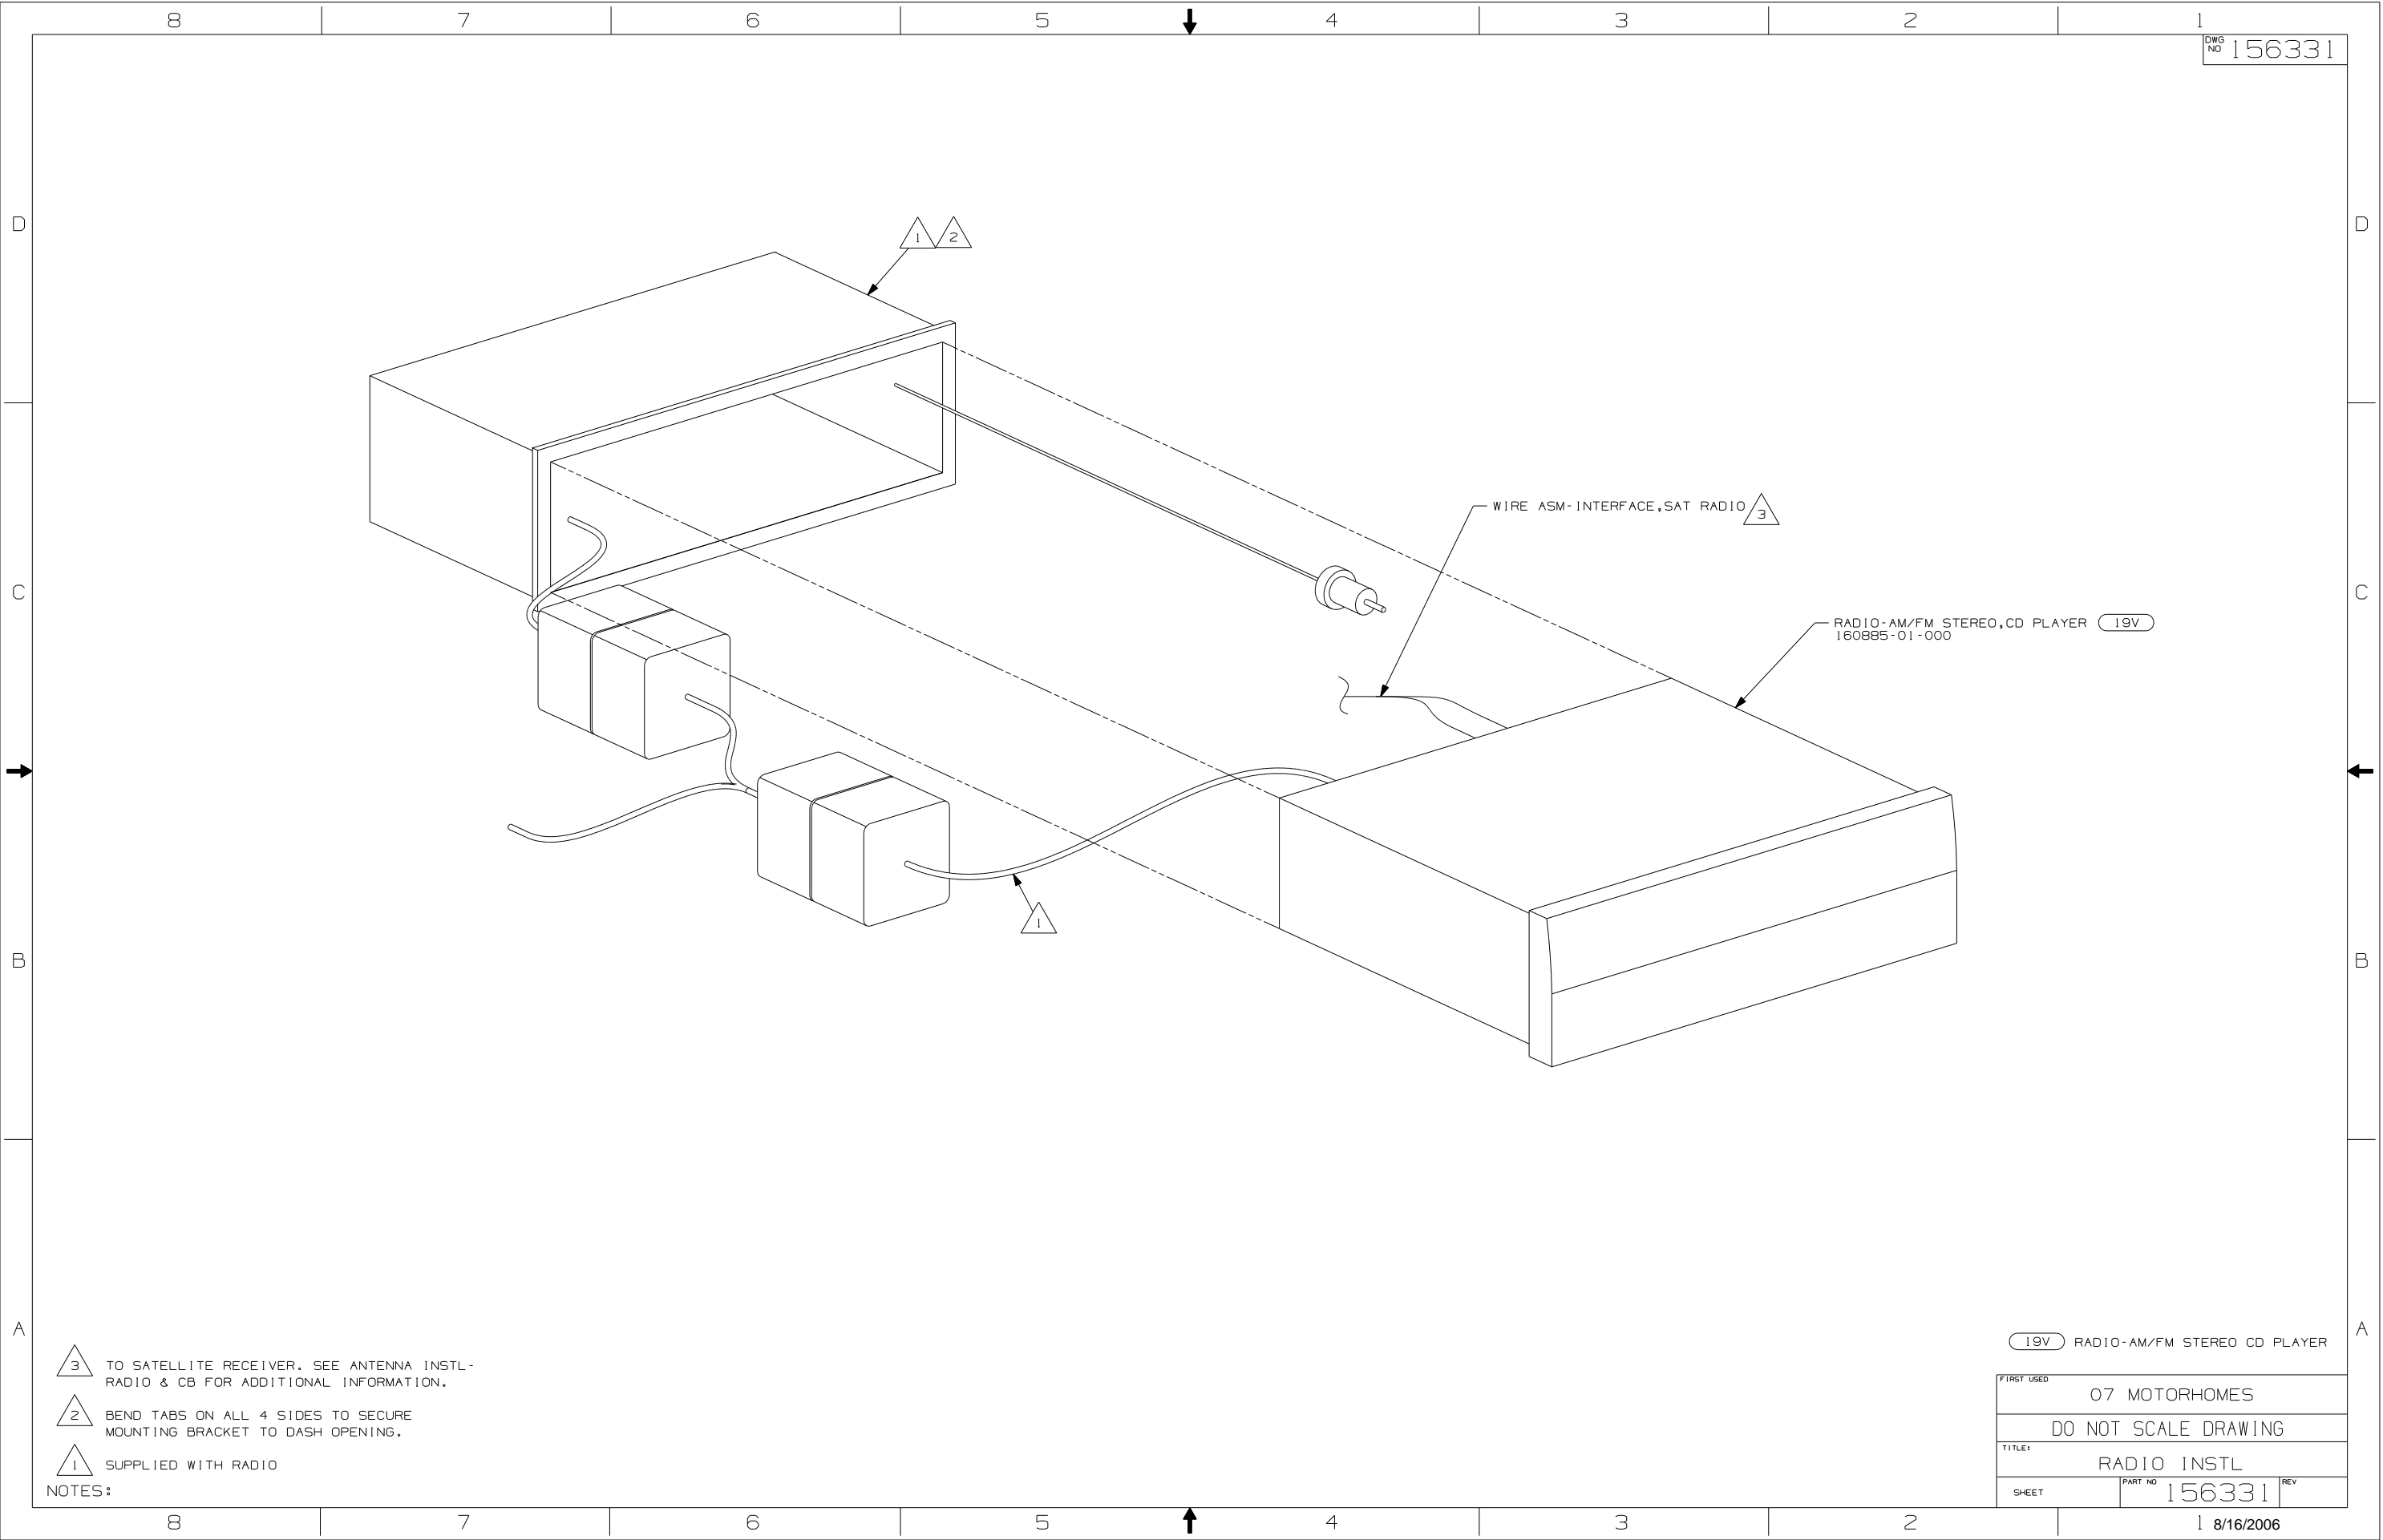 8 7 6 5 4 3 2 1
DWG NO 156331
D D
1 2
WIRE ASM-INTERFACE,SAT RADIO 3
C C
RADIO-AM/FM STEREO,CD PLAYER 19V
160885-01-000
1
B B
A A
19V RADIO-AM/FM STEREO CD PLAYER
3 TO SATELLITE RECEIVER. SEE ANTENNA INSTL-
RADIO & CB FOR ADDITIONAL INFORMATION.
2 BEND TABS ON ALL 4 SIDES TO SECURE
MOUNTING BRACKET TO DASH OPENING.
1 SUPPLIED WITH RADIO
NOTES:
FIRST USED
07 MOTORHOMES
DO NOT SCALE DRAWING
TITLE:
RADIO INSTL
SHEET PART NO 156331 REV
8 7 6 5 4 3 2 1 8/16/2006